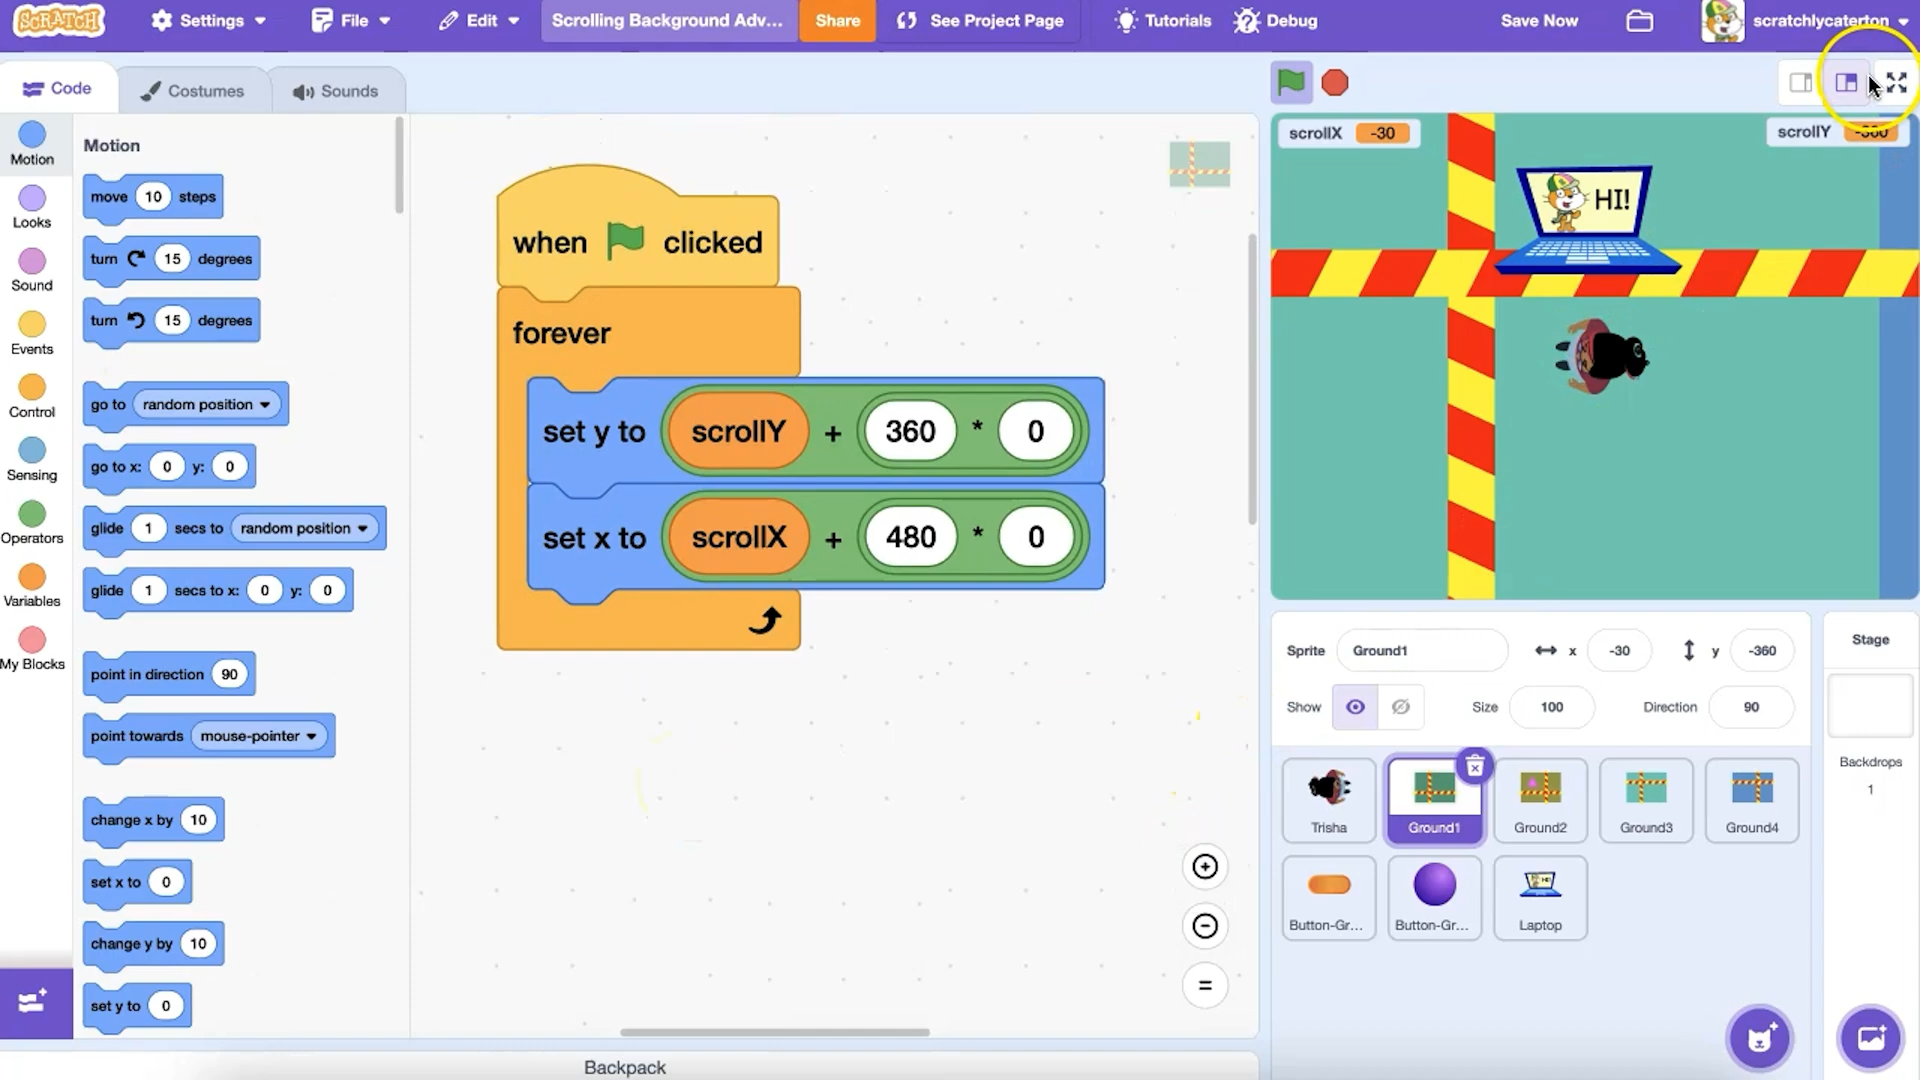 SCRATCH Settings File Edit Scrolling Background Adv... Share See Project Page Tutorials Debug Save Now scratchlycaterton
Code Costumes Sounds
Motion
Looks
Sound
Events
Control
Sensing
Operators
Variables
My Blocks
Motion
move 10 steps
turn 15 degrees
turn 15 degrees
go to random position
go to x: 0 y: 0
glide 1 secs to random position
glide 1 secs to x: 0 y: 0
point in direction 90
point towards mouse-pointer
change x by 10
set x to 0
change y by 10
set y to 0
when clicked
forever
set y to scrollY + 360 * 0
set x to scrollX + 480 * 0
Backpack
scrollX -30 scrollY -360
HI!
Sprite Ground1 x -30 y -360
Show Size 100 Direction 90
Trisha Ground1 Ground2 Ground3 Ground4
Button-Gr... Button-Gr... Laptop
Stage
Backdrops
1